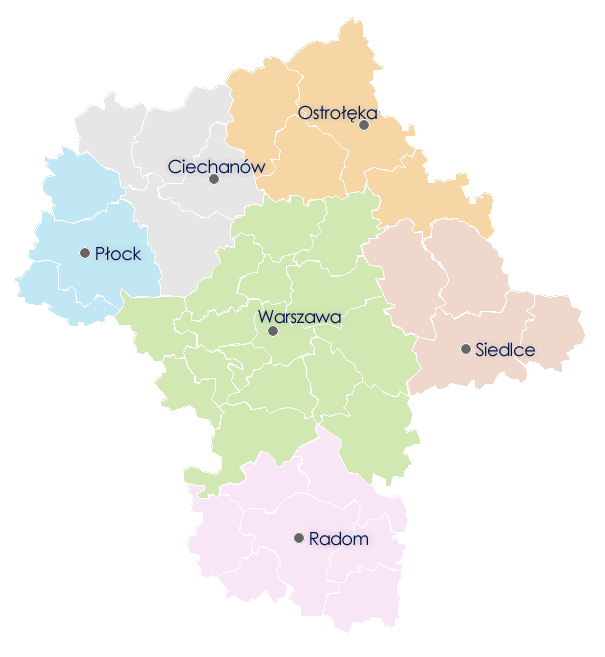 Ostrołęka
Ciechanów
Płock
Warszawa
Siedlce
Radom